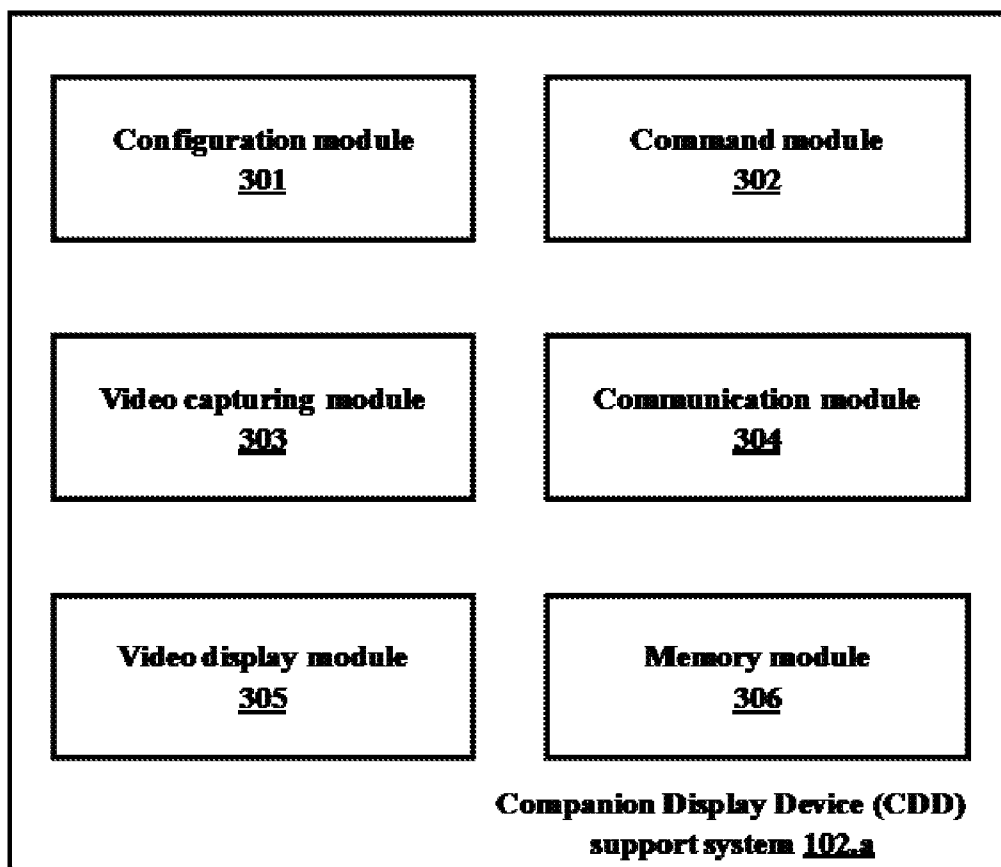 Configuration module
301
Command module
302
Video capturing module
303
Communication module
304
Video display module
305
Memory module
306
Companion Display Device (CDD)
support system 102.a